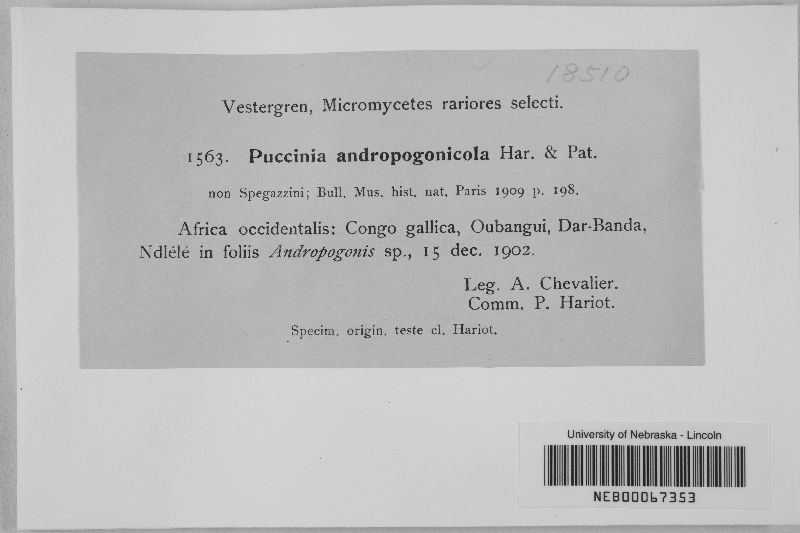 18510
Vestergren, Micromycetes rariores selecti.
1563. Puccinia andropogonicola Har. & Pat.
non Spegazzini; Bull. Mus. hist. nat. Paris 1909 p. 198.
Africa occidentalis: Congo gallica, Oubangui, Dar-Banda,
Ndlélé in foliis Andropogonis sp., 15 dec. 1902.
Leg. A. Chevalier.
Comm. P. Hariot.
Specim. origin. teste cl. Hariot.
University of Nebraska - Lincoln
NEB00067353